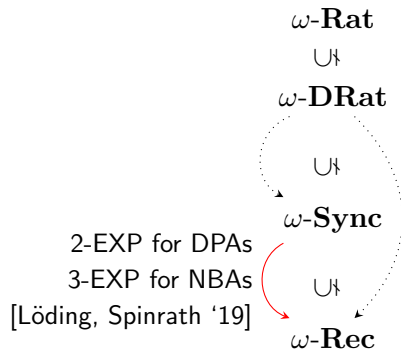 ω-Rat
∪∤
ω-DRat
∪∤
ω-Sync
2-EXP for DPAs
3-EXP for NBAs
[Löding, Spinrath ‘19]
∪∤
ω-Rec